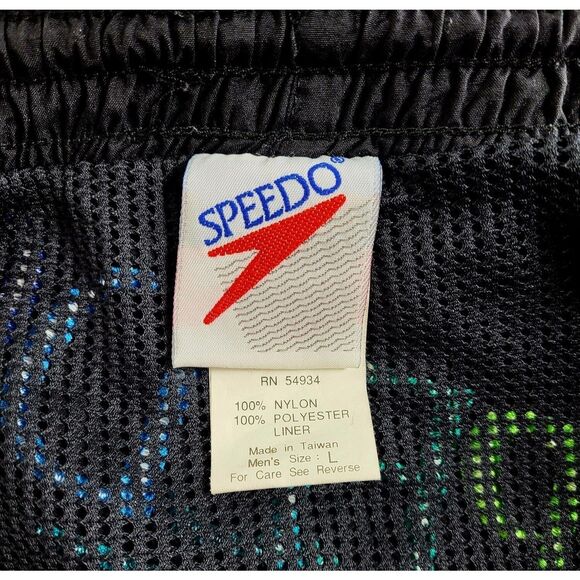 SPEEDO®
RN 54934
100% NYLON
100% POLYESTER
LINER
Made in Taiwan
Men's Size : L
For Care See Reverse